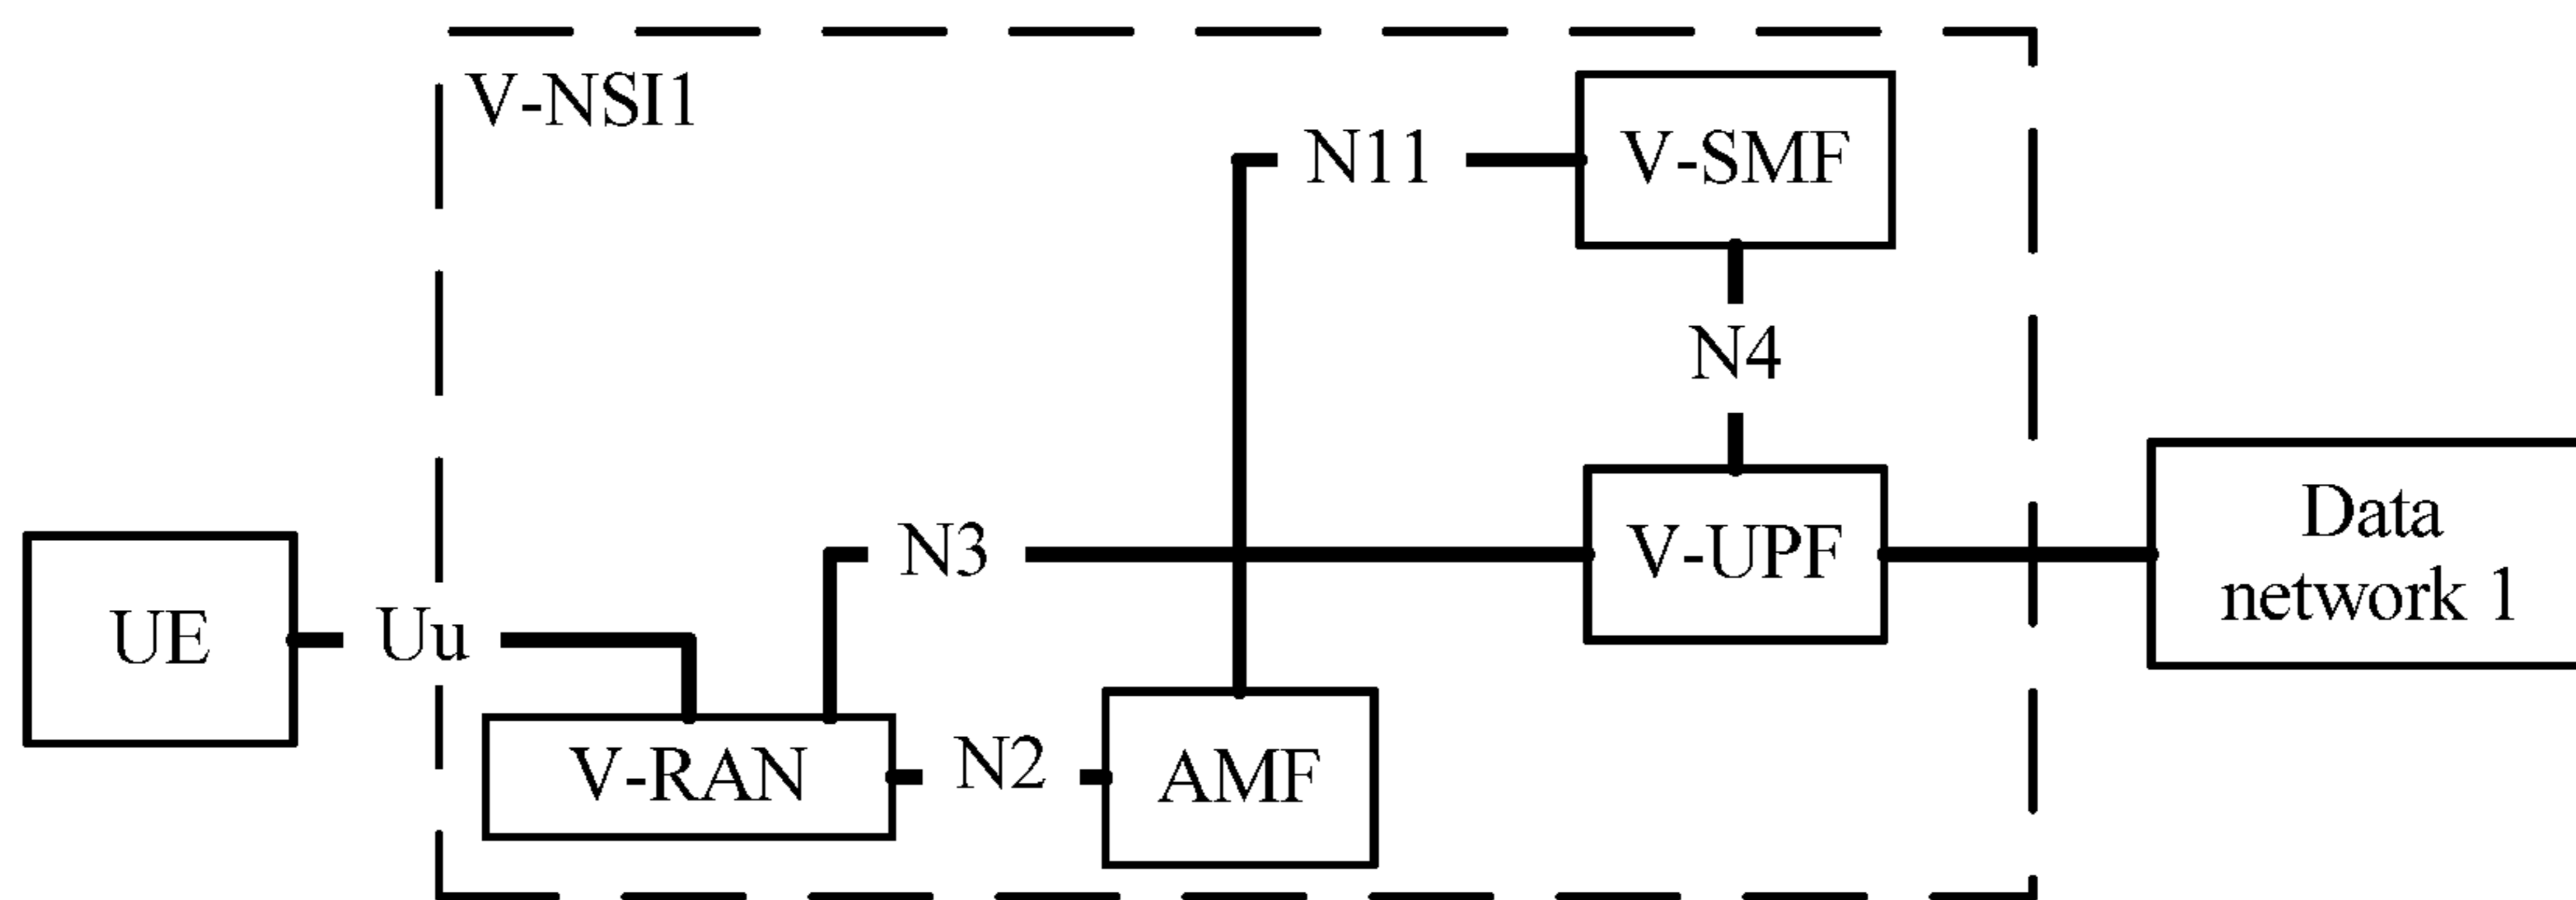 V-NSI1
N11
V-SMF
N4
N3
V-UPF
Data
network 1
UE
Uu
V-RAN
N2
AMF